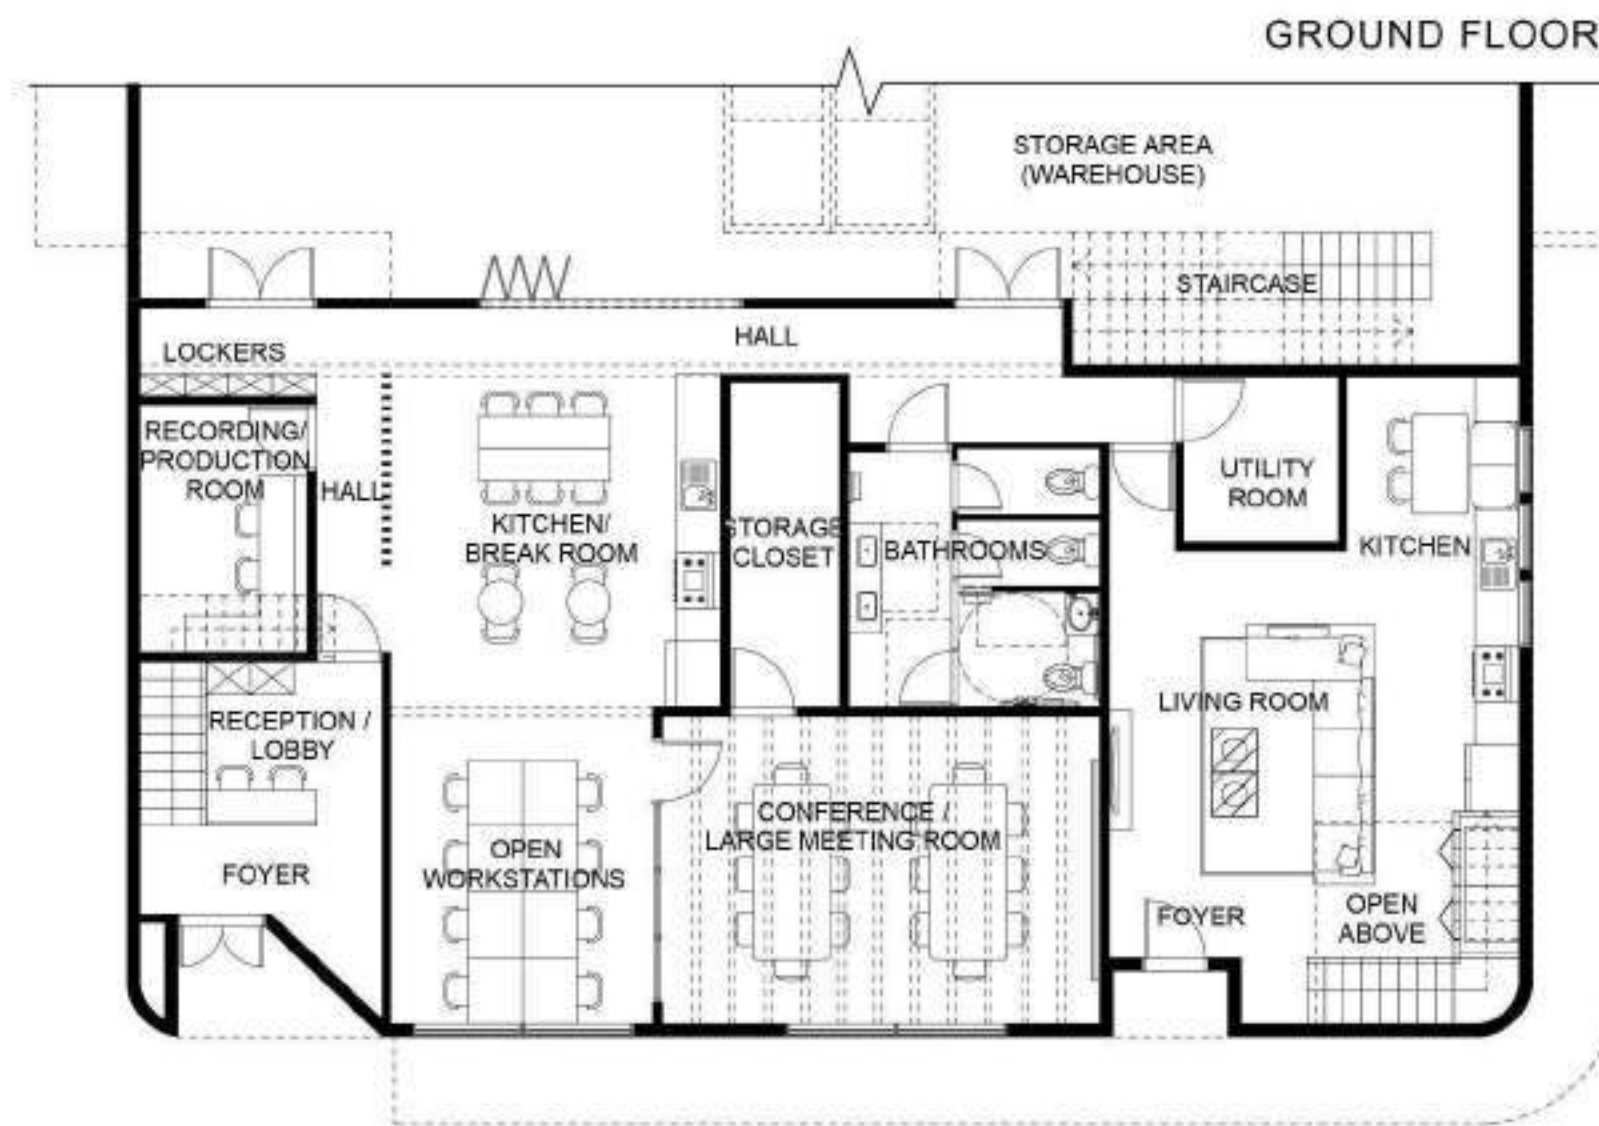 GROUND FLOOR
STORAGE AREA
(WAREHOUSE)
STAIRCASE
HALL
LOCKERS
RECORDING/
PRODUCTION
ROOM
HALL
KITCHEN/
BREAK ROOM
STORAGE
CLOSET
BATHROOMS
UTILITY
ROOM
KITCHEN
RECEPTION /
LOBBY
LIVING ROOM
FOYER
OPEN
WORKSTATIONS
CONFERENCE /
LARGE MEETING ROOM
FOYER
OPEN
ABOVE